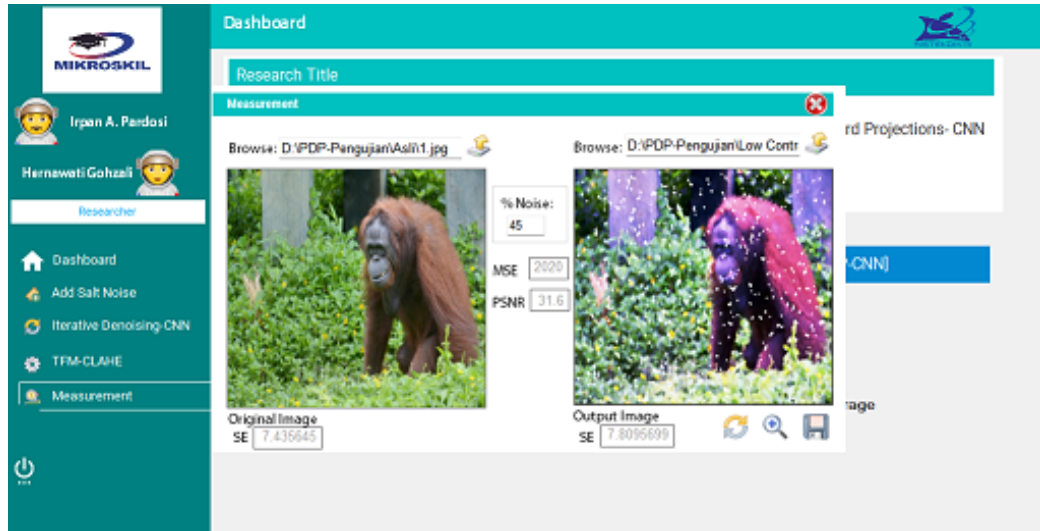 MIKROSKIL
Irpan A. Pardosi
Hernawati Gohzali
Researcher
Dashboard
Add Salt Noise
Iterative Denoising-CNN
TFM-CLAHE
Measurement
Dashboard
Research Title
rd Projections- CNN
-CNN]
rage
Measurement
Browse: D:\PDP-Pengujian\Asli\1.jpg
Browse: D:\PDP-Pengujian\Low Contr
% Noise:
45
MSE 2020
PSNR 31.6
Original Image
SE 7.435645
Output Image
SE 7.8095699